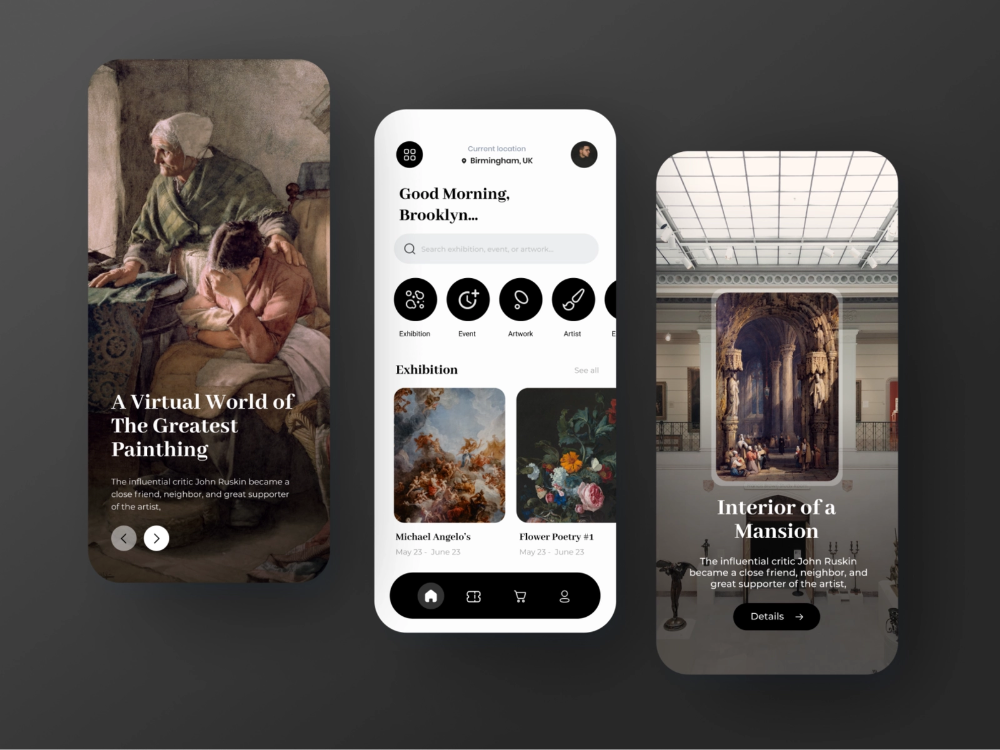 A Virtual World of
The Greatest
Painthing
The influential critic John Ruskin became a
close friend, neighbor, and great supporter
of the artist,
Current location
Birmingham, UK
Good Morning,
Brooklyn...
Search exhibition, event, or artwork...
Exhibition
Event
Artwork
Artist
E
Exhibition
See all
Michael Angelo's
May 23 - June 23
Flower Poetry #1
May 23 - June 23
Interior of a
Mansion
The influential critic John Ruskin
became a close friend, neighbor, and
great supporter of the artist,
Details